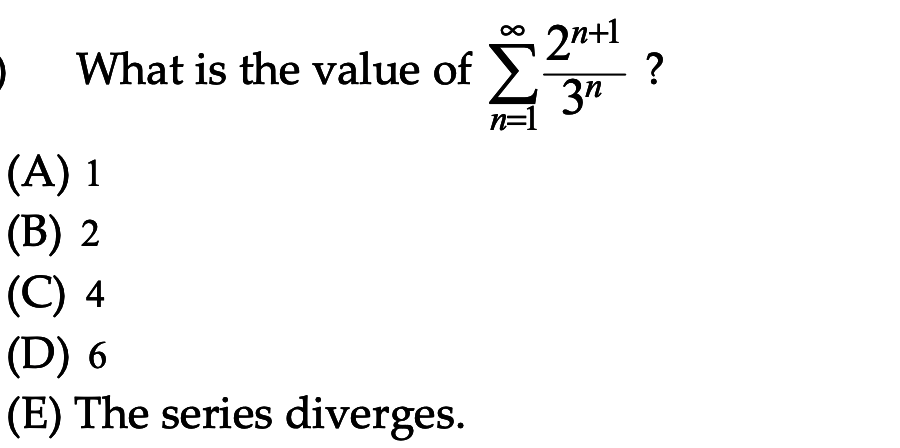 ) What is the value of $\sum_{n=1}^{\infty} \frac{2^{n+1}}{3^n}$ ?
(A) 1
(B) 2
(C) 4
(D) 6
(E) The series diverges.